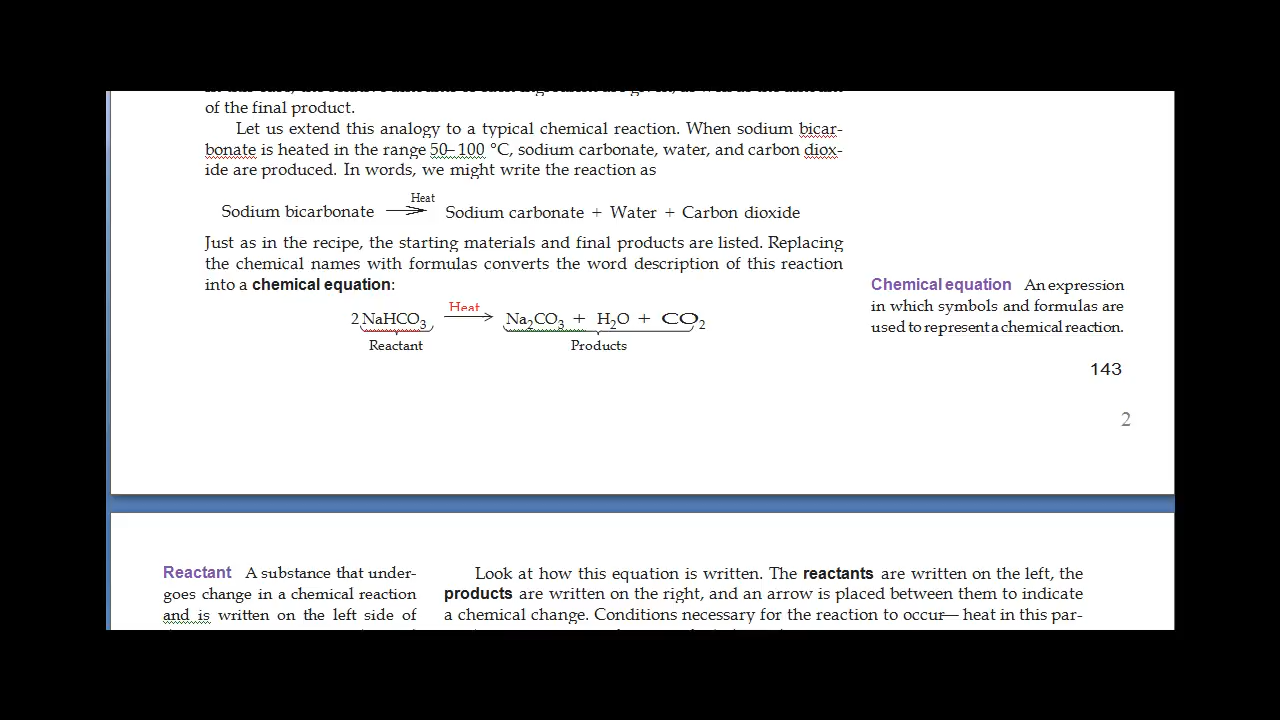 of the final product.
Let us extend this analogy to a typical chemical reaction. When sodium bicar-
bonate is heated in the range 50–100 °C, sodium carbonate, water, and carbon diox-
ide are produced. In words, we might write the reaction as
Heat
Sodium bicarbonate ⟶ Sodium carbonate + Water + Carbon dioxide
Just as in the recipe, the starting materials and final products are listed. Replacing
the chemical names with formulas converts the word description of this reaction
into a chemical equation:
Heat
2 NaHCO₃ ⟶ Na₂CO₃ + H₂O + CO₂
Reactant Products
Chemical equation An expression
in which symbols and formulas are
used to represent a chemical reaction.
143
2
Reactant A substance that under-
goes change in a chemical reaction
and is written on the left side of
Look at how this equation is written. The reactants are written on the left, the
products are written on the right, and an arrow is placed between them to indicate
a chemical change. Conditions necessary for the reaction to occur— heat in this par-